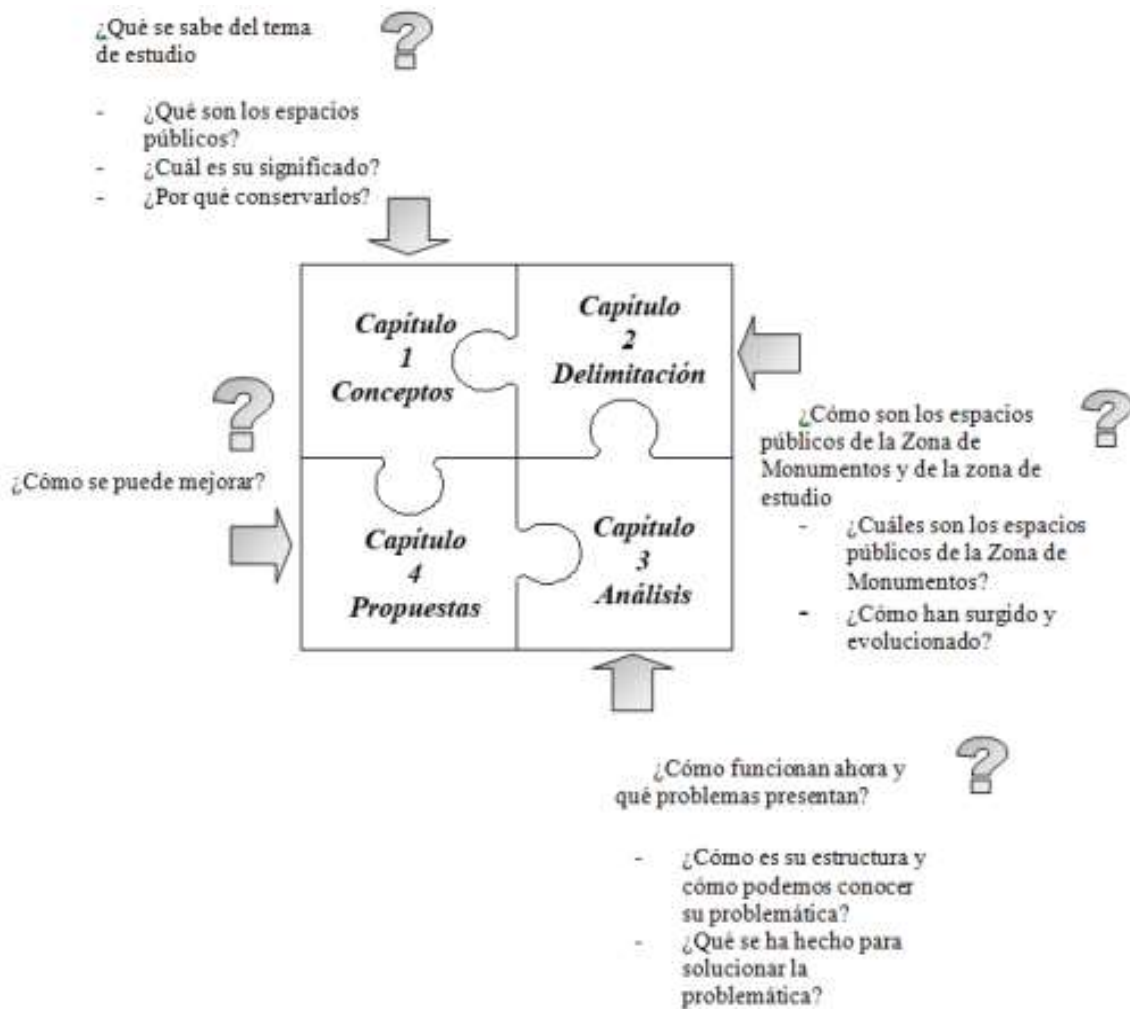 ¿Qué se sabe del tema
de estudio
?
- ¿Qué son los espacios
públicos?
- ¿Cuál es su significado?
- ¿Por qué conservarlos?
Capítulo
1
Conceptos
Capítulo
2
Delimitación
?
¿Cómo son los espacios
públicos de la Zona de
Monumentos y de la zona de
estudio
- ¿Cuáles son los espacios
públicos de la Zona de
Monumentos?
- ¿Cómo han surgido y
evolucionado?
Capítulo
3
Análisis
¿Cómo funcionan ahora y
qué problemas presentan?
?
- ¿Cómo es su estructura y
cómo podemos conocer
su problemática?
- ¿Qué se ha hecho para
solucionar la
problemática?
Capítulo
4
Propuestas
?
¿Cómo se puede mejorar?